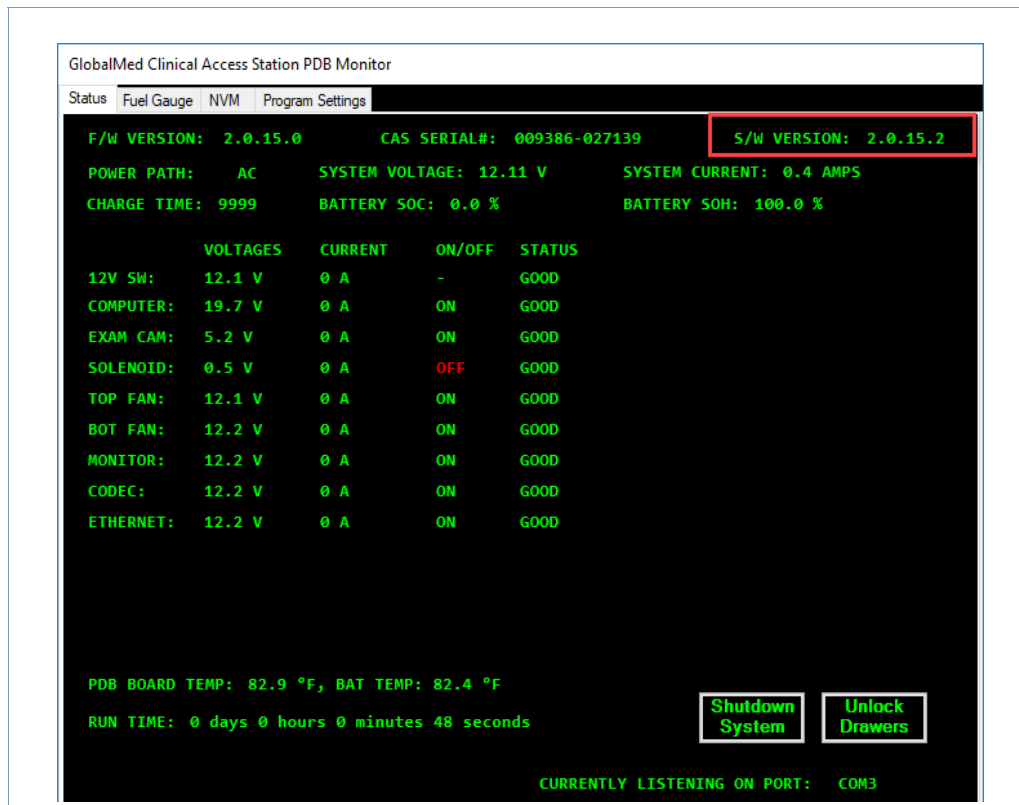 GlobalMed Clinical Access Station PDB Monitor
Status Fuel Gauge NVM Program Settings
F/W VERSION: 2.0.15.0 CAS SERIAL#: 009386-027139 S/W VERSION: 2.0.15.2
POWER PATH: AC SYSTEM VOLTAGE: 12.11 V SYSTEM CURRENT: 0.4 AMPS
CHARGE TIME: 9999 BATTERY SOC: 0.0 % BATTERY SOH: 100.0 %
VOLTAGES CURRENT ON/OFF STATUS
12V SW: 12.1 V 0 A - GOOD
COMPUTER: 19.7 V 0 A ON GOOD
EXAM CAM: 5.2 V 0 A ON GOOD
SOLENOID: 0.5 V 0 A OFF GOOD
TOP FAN: 12.1 V 0 A ON GOOD
BOT FAN: 12.2 V 0 A ON GOOD
MONITOR: 12.2 V 0 A ON GOOD
CODEC: 12.2 V 0 A ON GOOD
ETHERNET: 12.2 V 0 A ON GOOD
PDB BOARD TEMP: 82.9 °F, BAT TEMP: 82.4 °F
RUN TIME: 0 days 0 hours 0 minutes 48 seconds
Shutdown System
Unlock Drawers
CURRENTLY LISTENING ON PORT: COM3